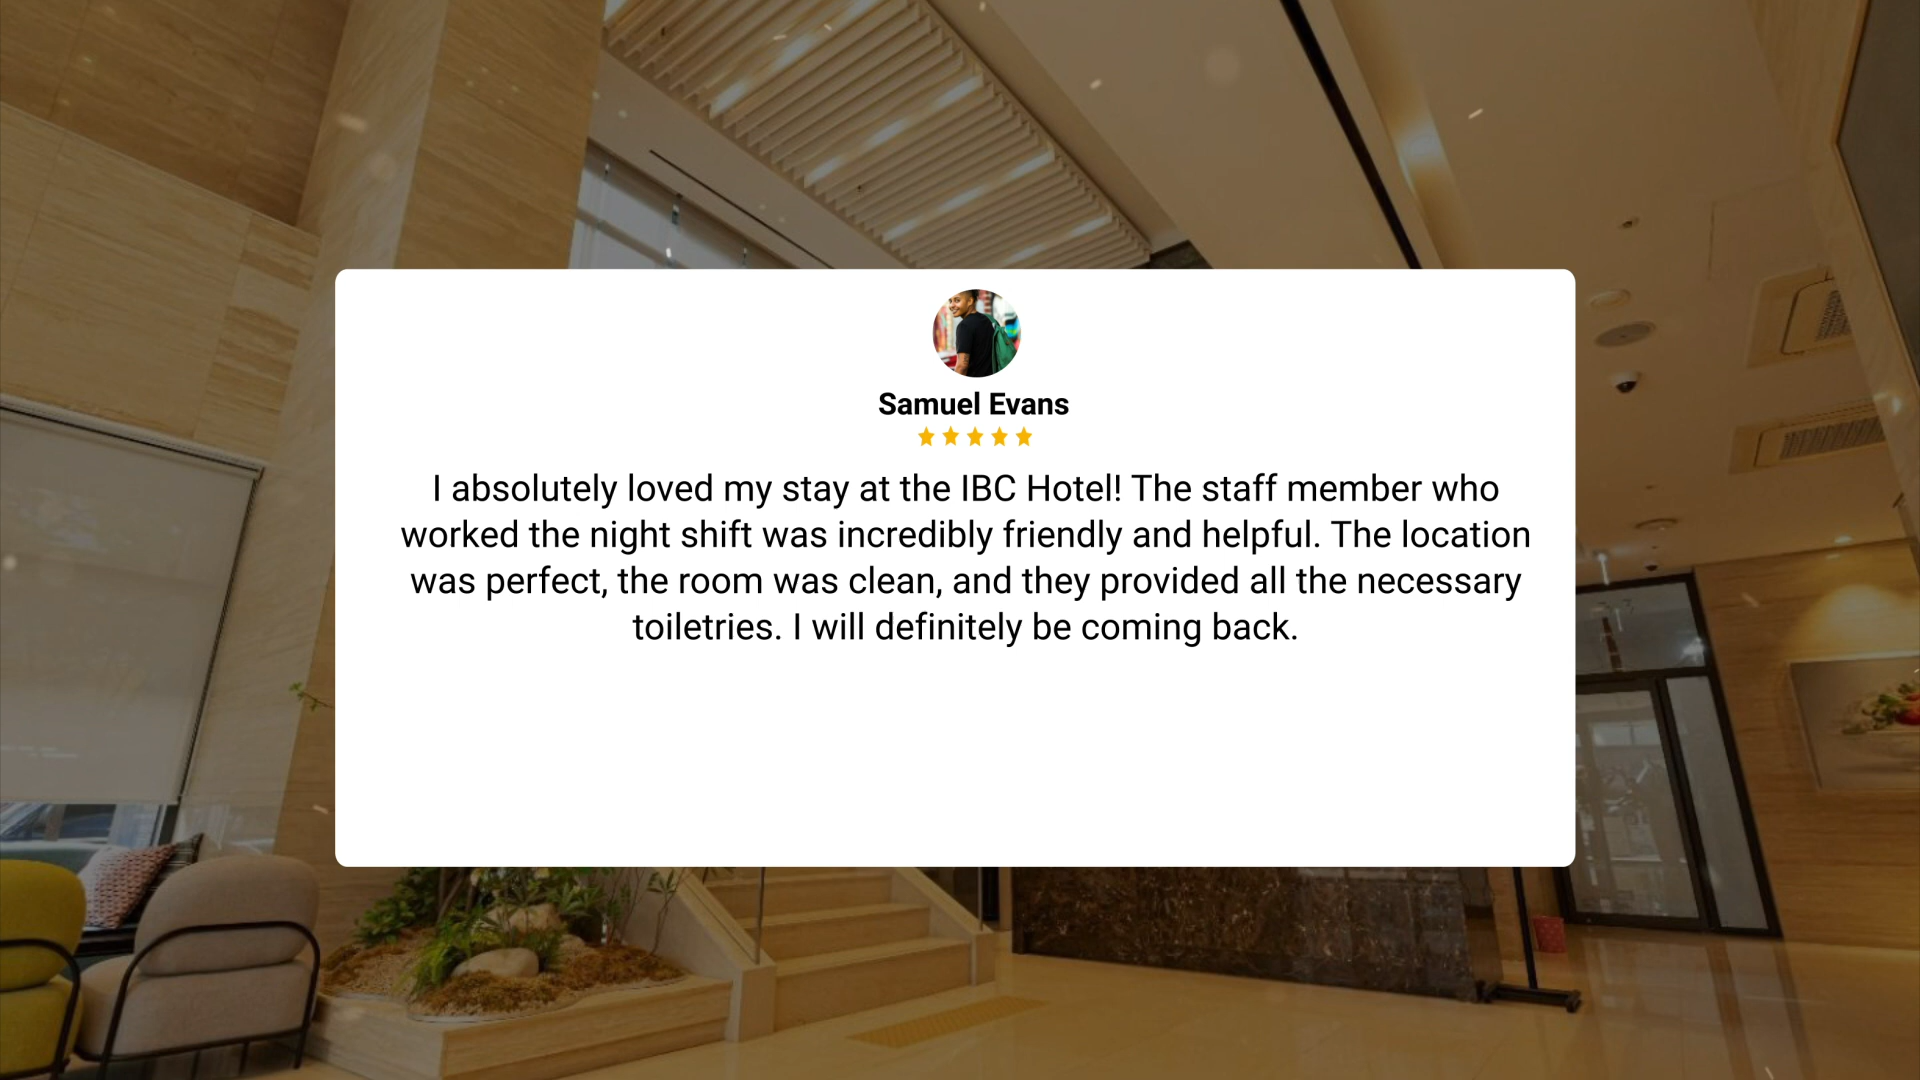 Samuel Evans
I absolutely loved my stay at the IBC Hotel! The staff member who
worked the night shift was incredibly friendly and helpful. The location
was perfect, the room was clean, and they provided all the necessary
toiletries. I will definitely be coming back.